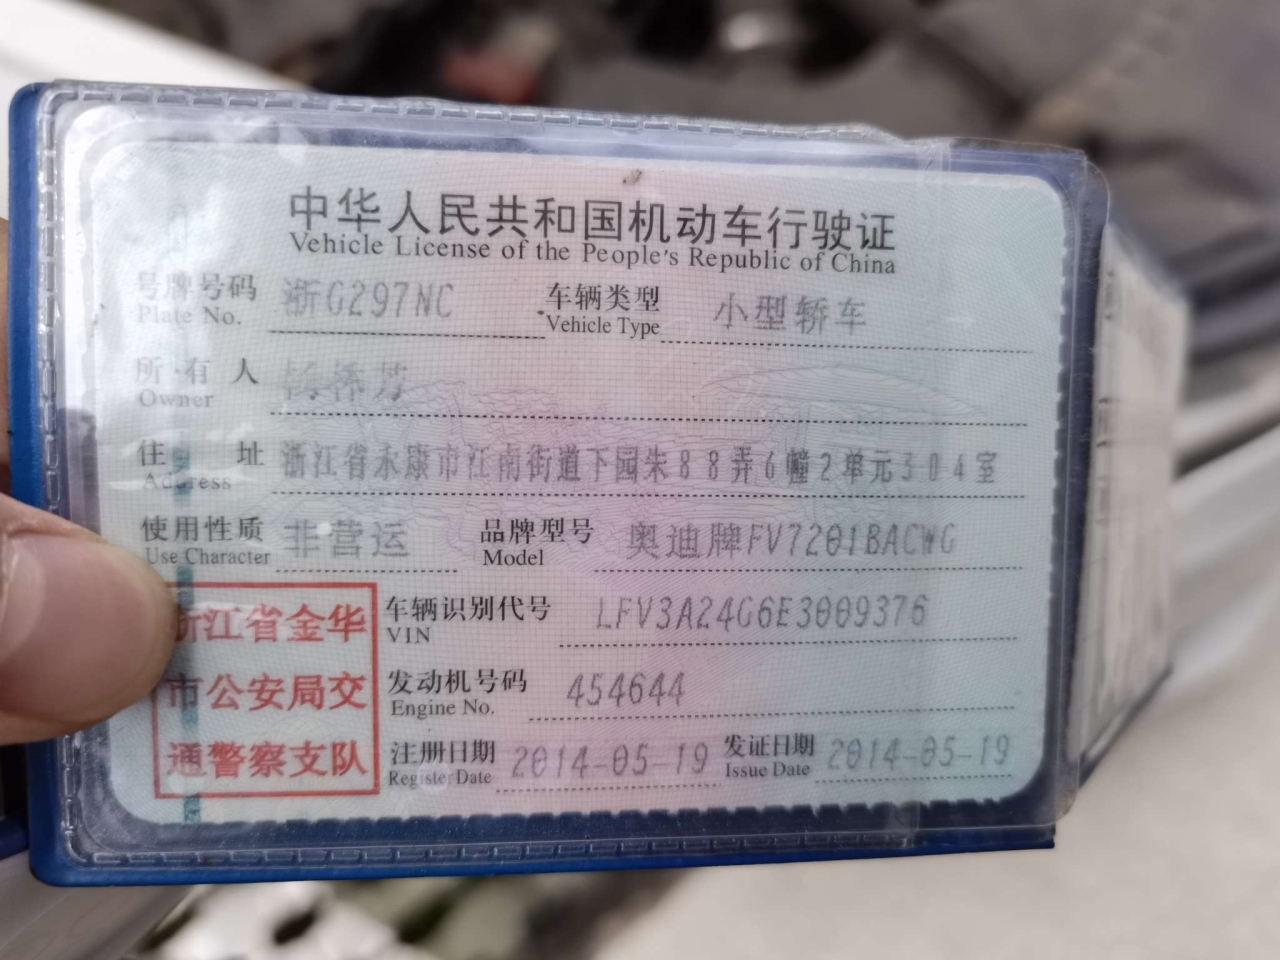 中华人民共和国机动车行驶证
Vehicle License of the People's Republic of China
号牌号码 浙G297NC 车辆类型 小型轿车
Plate No. Vehicle Type
所有人
Owner
住址 浙江省永康市江南街道下园朱88弄6幢2单元304室
Address
使用性质 非营运 品牌型号 奥迪牌FV7201BACWG
Use Character Model
浙江省金华
市公安局交
通警察支队
车辆识别代号 LFV3A24G6E3009376
VIN
发动机号码 454644
Engine No.
注册日期 2014-05-19 发证日期 2014-05-19
Register Date Issue Date